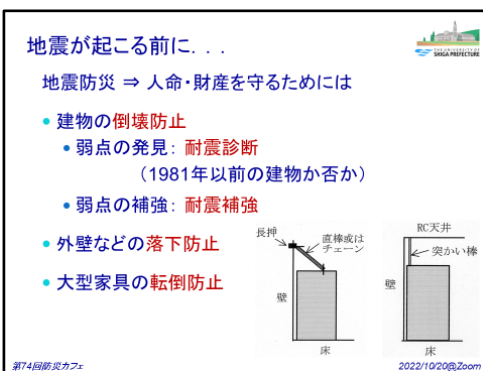 地震が起こる前に...
THE UNIVERSITY OF
SHIGA PREFECTURE
地震防災 ⇒ 人命・財産を守るためには
• 建物の倒壊防止
• 弱点の発見: 耐震診断
(1981年以前の建物か否か)
• 弱点の補強: 耐震補強
• 外壁などの落下防止
• 大型家具の転倒防止
長押
直棒或は
チェーン
壁
床
RC天井
突かい棒
壁
床
第74回防災カフェ
2022/10/20@Zoom